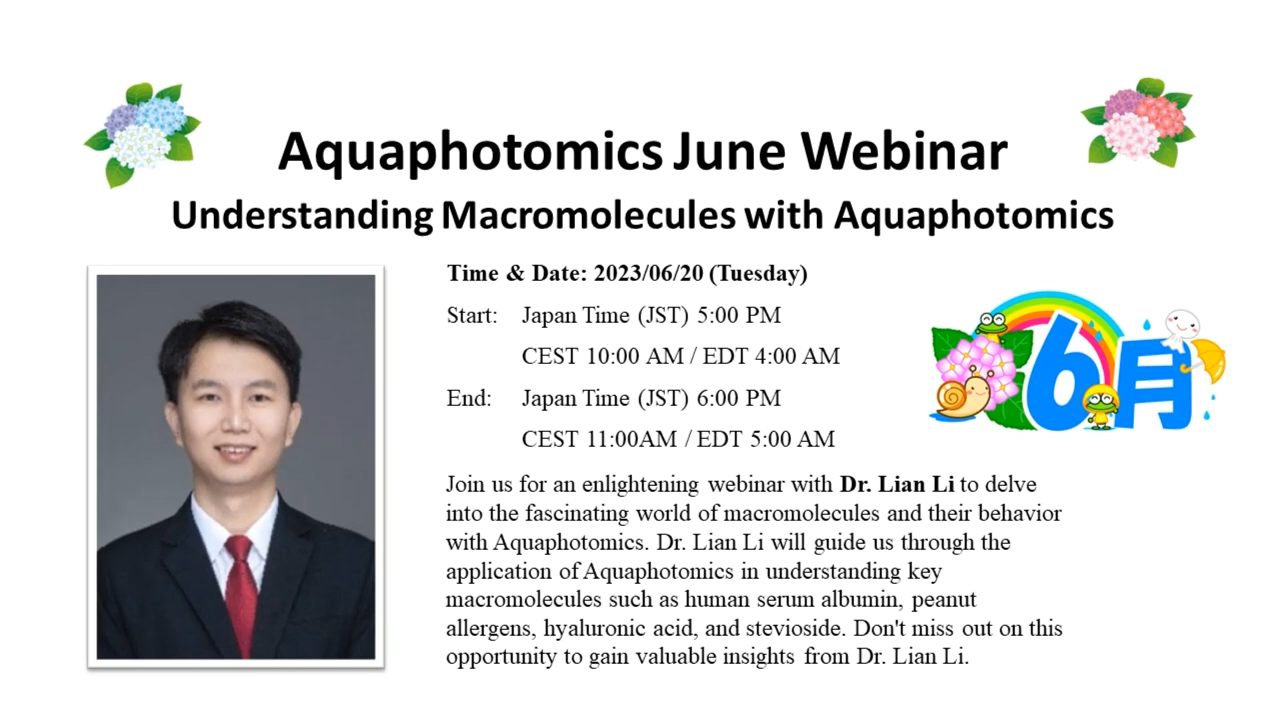 Aquaphotomics June Webinar
Understanding Macromolecules with Aquaphotomics
Time & Date: 2023/06/20 (Tuesday)
Start: Japan Time (JST) 5:00 PM
CEST 10:00 AM / EDT 4:00 AM
End: Japan Time (JST) 6:00 PM
CEST 11:00AM / EDT 5:00 AM
6月
Join us for an enlightening webinar with Dr. Lian Li to delve
into the fascinating world of macromolecules and their behavior
with Aquaphotomics. Dr. Lian Li will guide us through the
application of Aquaphotomics in understanding key
macromolecules such as human serum albumin, peanut
allergens, hyaluronic acid, and stevioside. Don't miss out on this
opportunity to gain valuable insights from Dr. Lian Li.